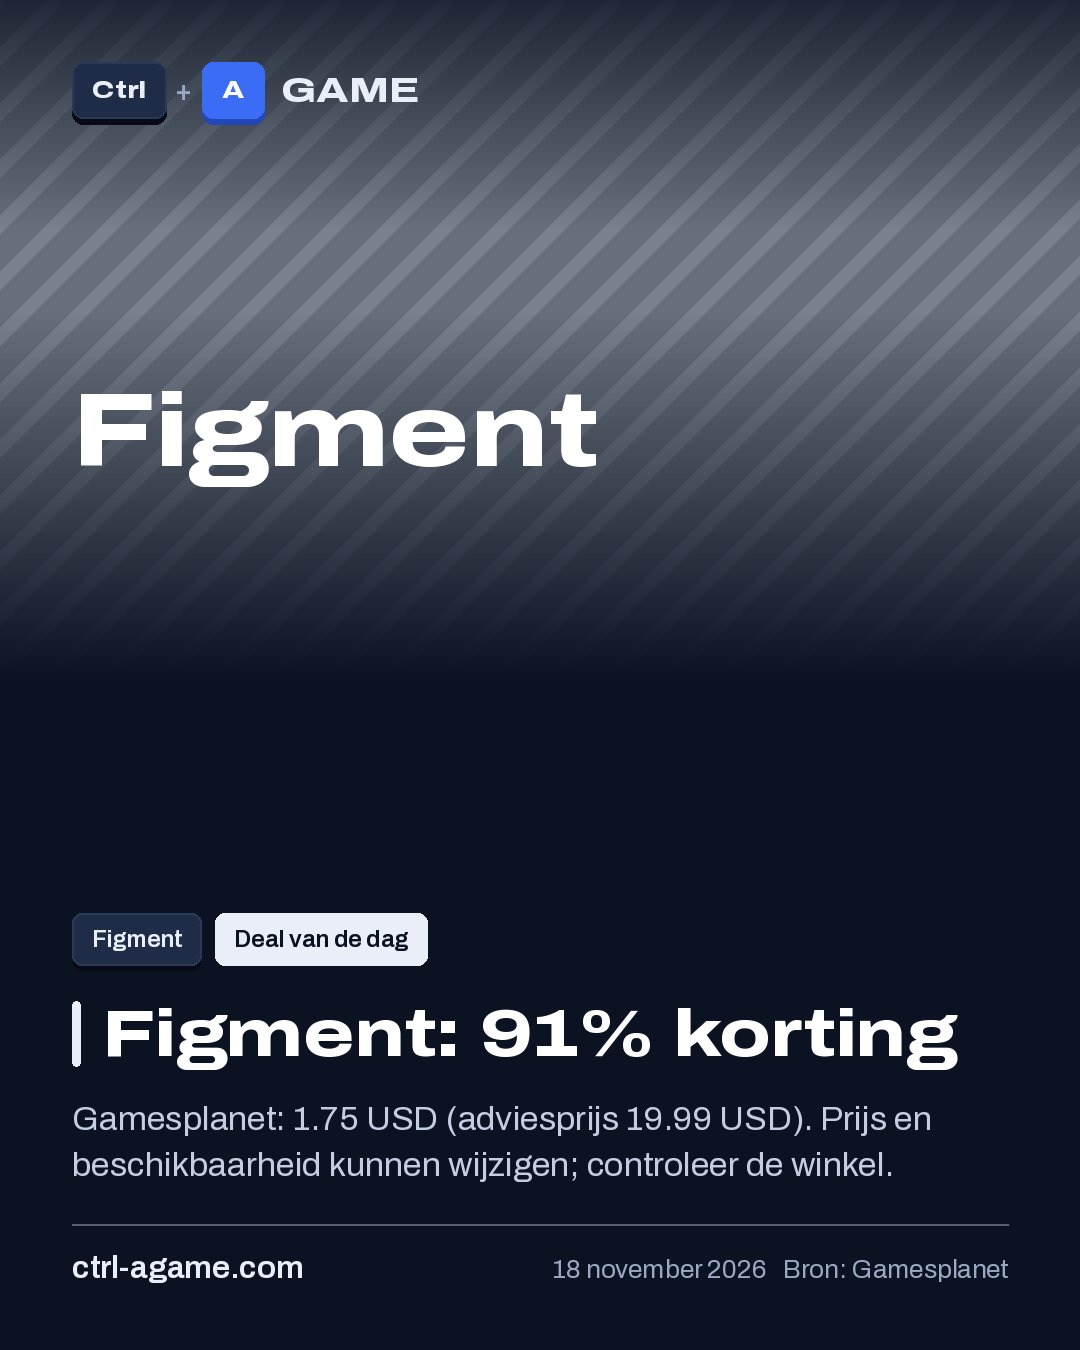 Ctrl + A GAME
Figment
Figment Deal van de dag
Figment: 91% korting
Gamesplanet: 1.75 USD (adviesprijs 19.99 USD). Prijs en
beschikbaarheid kunnen wijzigen; controleer de winkel.
ctrl-agame.com 18 november 2026 Bron: Gamesplanet